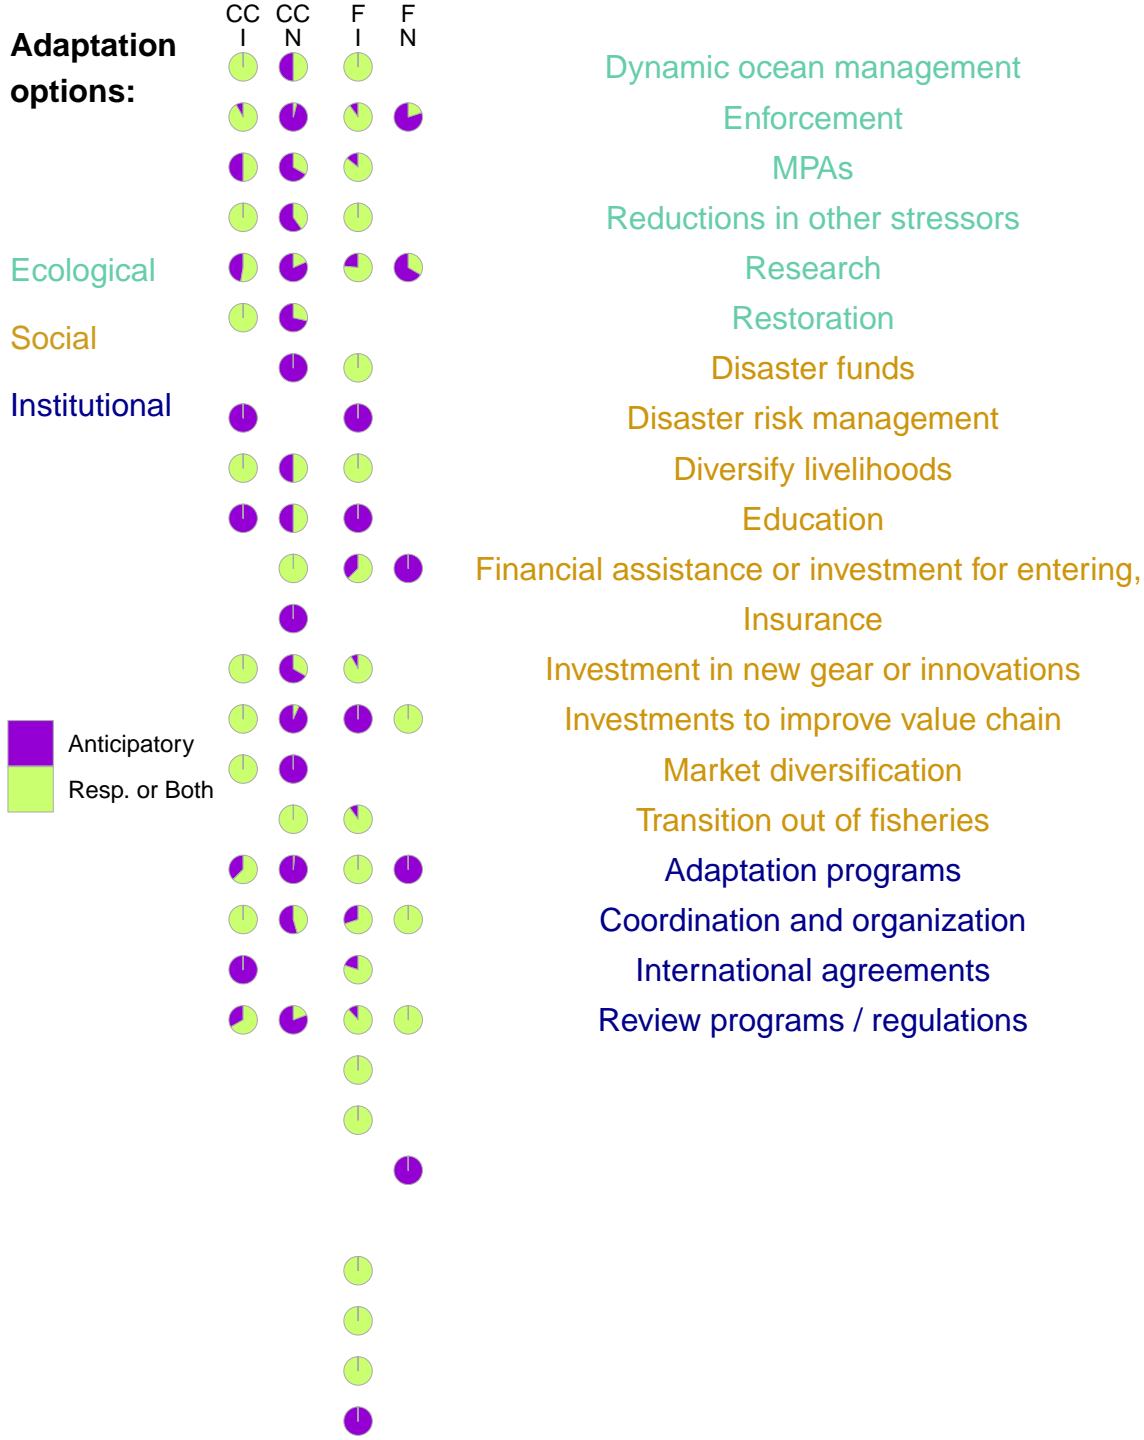 CC CC F F
I N I N
Adaptation
options:
Dynamic ocean management
Enforcement
MPAs
Reductions in other stressors
Ecological
Research
Restoration
Social
Disaster funds
Institutional
Disaster risk management
Diversify livelihoods
Education
Financial assistance or investment for entering,
Insurance
Investment in new gear or innovations
Investments to improve value chain
Anticipatory
Market diversification
Resp. or Both
Transition out of fisheries
Adaptation programs
Coordination and organization
International agreements
Review programs / regulations